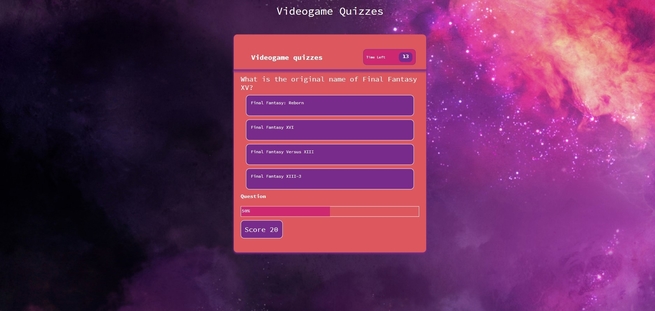 Videogame Quizzes
Videogame quizzes
Time Left 13
What is the original name of Final Fantasy
XV?
Final Fantasy: Reborn
Final Fantasy XVI
Final Fantasy Versus XIII
Final Fantasy XIII-3
Question
50%
Score 20